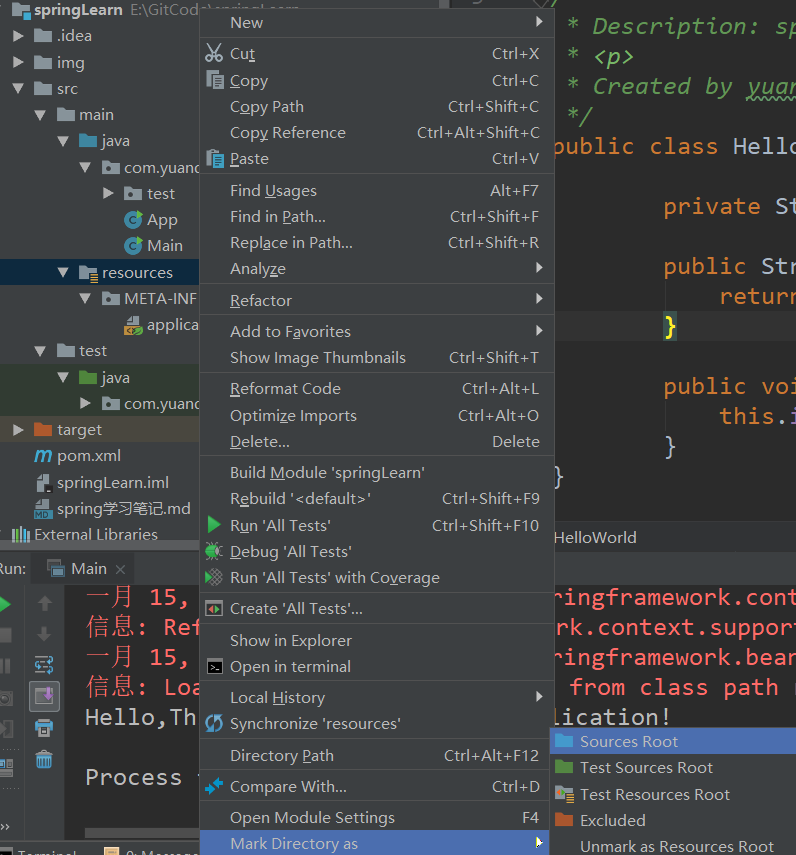 springLearn E:\GitCode\springLearn
.idea
img
src
main
java
com.yuand
test
App
Main
resources
META-INF
applica
test
java
com.yuand
target
pom.xml
springLearn.iml
spring学习笔记.md
External Libraries
New
Cut Ctrl+X
Copy Ctrl+C
Copy Path Ctrl+Shift+C
Copy Reference Ctrl+Alt+Shift+C
Paste Ctrl+V
Find Usages Alt+F7
Find in Path... Ctrl+Shift+F
Replace in Path... Ctrl+Shift+R
Analyze
Refactor
Add to Favorites
Show Image Thumbnails Ctrl+Shift+T
Reformat Code Ctrl+Alt+L
Optimize Imports Ctrl+Alt+O
Delete... Delete
Build Module 'springLearn'
Rebuild '<default>' Ctrl+Shift+F9
Run 'All Tests' Ctrl+Shift+F10
Debug 'All Tests'
Run 'All Tests' with Coverage
Create 'All Tests'...
Show in Explorer
Open in terminal
Local History
Synchronize 'resources'
Directory Path Ctrl+Alt+F12
Compare With... Ctrl+D
Open Module Settings F4
Mark Directory as
Sources Root
Test Sources Root
Test Resources Root
Excluded
Unmark as Resources Root
* Description: sp
* <p>
* Created by yuan
*/
public class Hello
private St
public Str
return
}
public voi
this.i
}
}
HelloWorld
Run: Main
一月 15, ringframework.cont
信息: Ref rk.context.support
一月 15, ringframework.bean
信息: Loa from class path
Hello,Th lication!
Process
Terminal 0: Messag